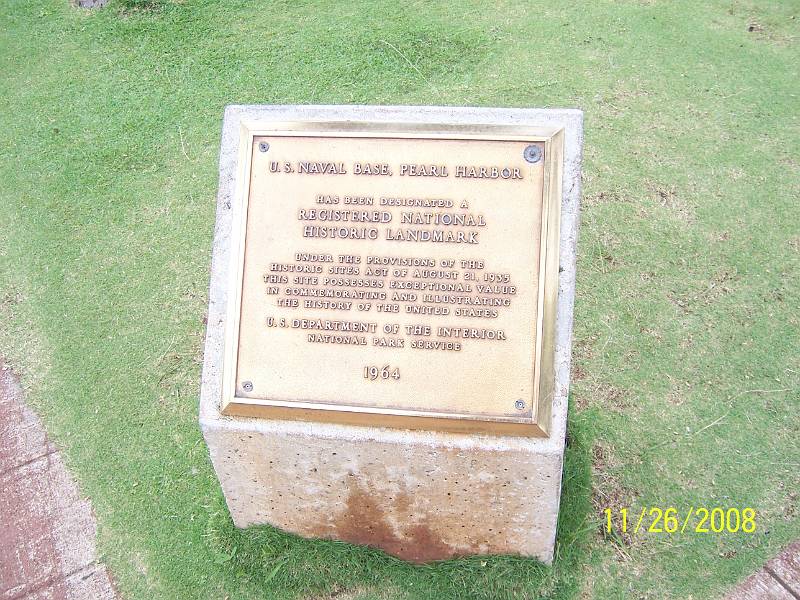 U.S. NAVAL BASE, PEARL HARBOR
HAS BEEN DESIGNATED A
REGISTERED NATIONAL
HISTORIC LANDMARK
UNDER THE PROVISIONS OF THE
HISTORIC SITES ACT OF AUGUST 21, 1935
THIS SITE POSSESSES EXCEPTIONAL VALUE
IN COMMEMORATING AND ILLUSTRATING
THE HISTORY OF THE UNITED STATES
U.S. DEPARTMENT OF THE INTERIOR
NATIONAL PARK SERVICE
1964
11/26/2008